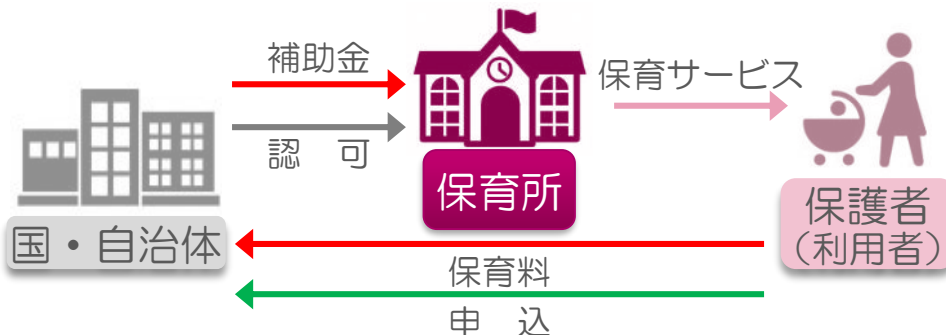 補助金
保育サービス
認　可
保育所
国・自治体
保護者
（利用者）
保育料
申　込